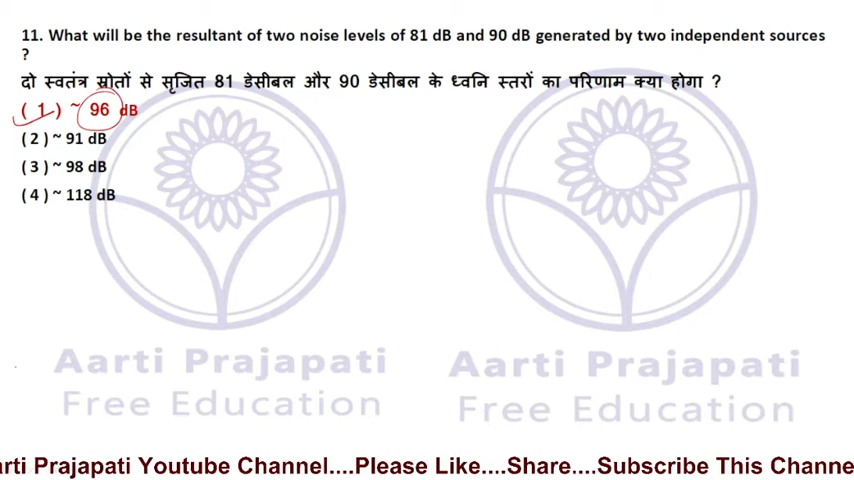 11. What will be the resultant of two noise levels of 81 dB and 90 dB generated by two independent sources
?
दो स्वतंत्र स्रोतों से सृजित 81 डेसीबल और 90 डेसीबल के ध्वनि स्तरों का परिणाम क्या होगा ?
( 1 ) ~ 96 dB
( 2 ) ~ 91 dB
( 3 ) ~ 98 dB
( 4 ) ~ 118 dB
Aarti Prajapati Aarti Prajapati
Free Education Free Education
arti Prajapati Youtube Channel....Please Like....Share....Subscribe This Channe